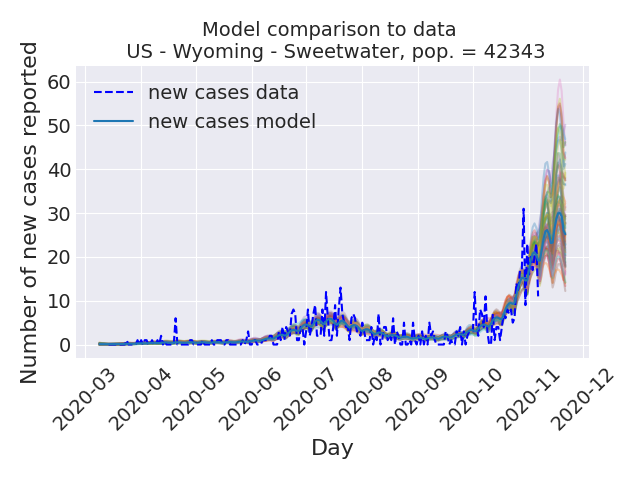 Model comparison to data
US - Wyoming - Sweetwater, pop. = 42343
Number of new cases reported
60
50
40
30
20
10
0
new cases data
new cases model
2020-03
2020-04
2020-05
2020-06
2020-07
2020-08
2020-09
2020-10
2020-11
2020-12
Day